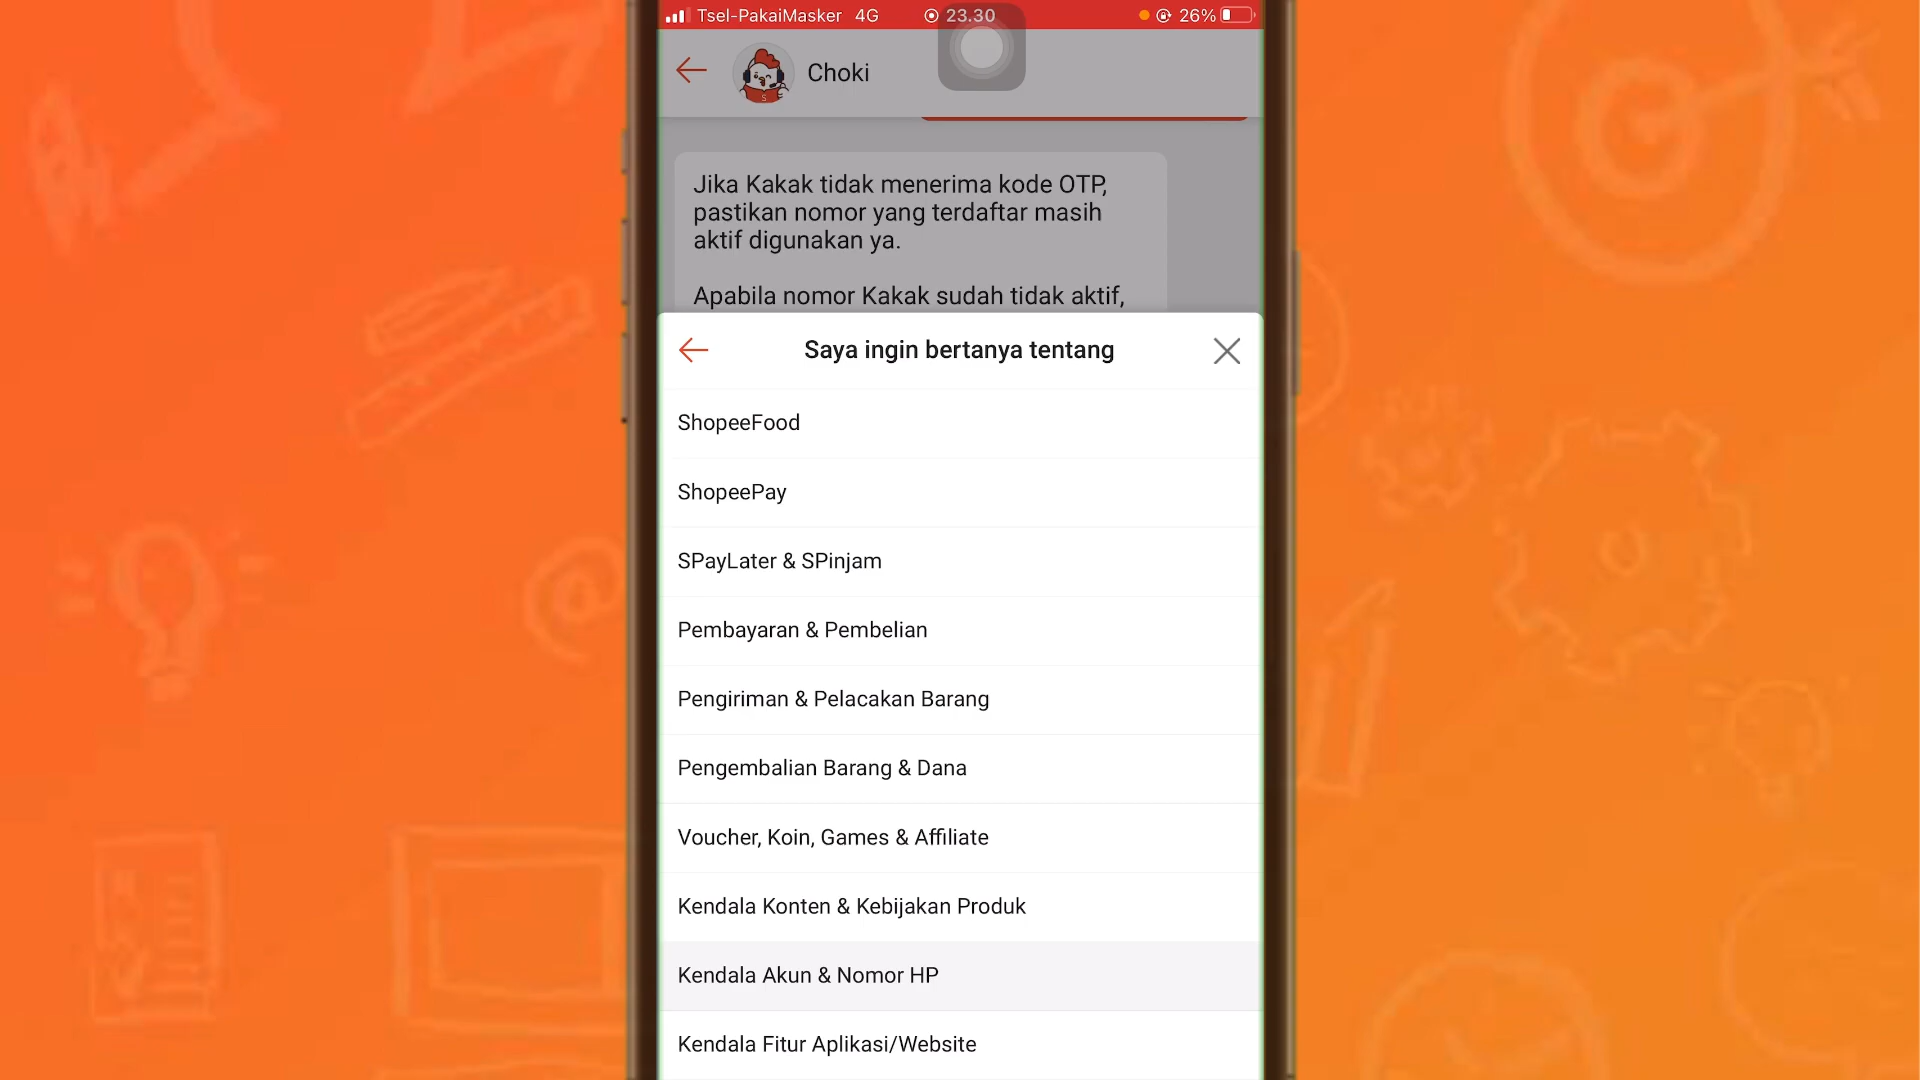 Tsel-PakaiMasker 4G 23.30 26%
Choki
Jika Kakak tidak menerima kode OTP,
pastikan nomor yang terdaftar masih
aktif digunakan ya.
Apabila nomor Kakak sudah tidak aktif,
Saya ingin bertanya tentang
ShopeeFood
ShopeePay
SPayLater & SPinjam
Pembayaran & Pembelian
Pengiriman & Pelacakan Barang
Pengembalian Barang & Dana
Voucher, Koin, Games & Affiliate
Kendala Konten & Kebijakan Produk
Kendala Akun & Nomor HP
Kendala Fitur Aplikasi/Website